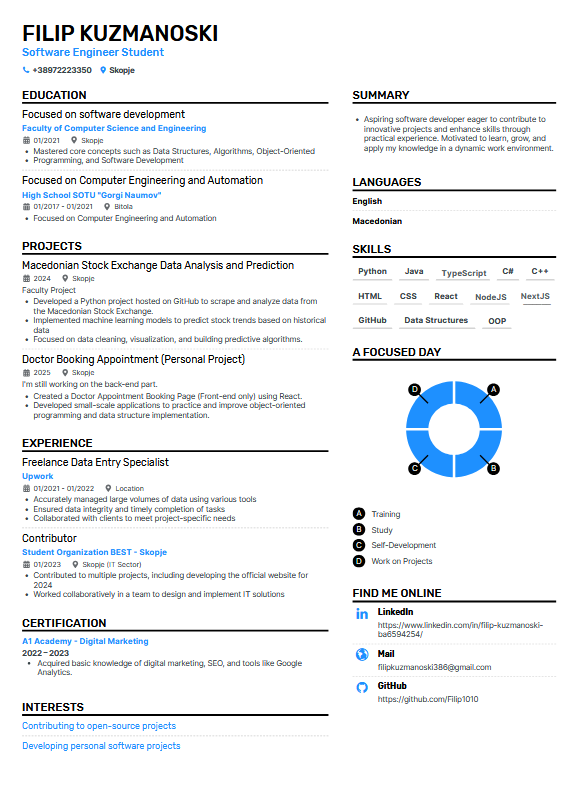 FILIP KUZMANOSKI
Software Engineer Student
+38972223350 Skopje
EDUCATION
Focused on software development
Faculty of Computer Science and Engineering
01/2021 Skopje
• Mastered core concepts such as Data Structures, Algorithms, Object-Oriented
• Programming, and Software Development
Focused on Computer Engineering and Automation
High School SOTU "Gorgi Naumov"
01/2017 - 01/2021 Bitola
• Focused on Computer Engineering and Automation
PROJECTS
Macedonian Stock Exchange Data Analysis and Prediction
2024 Skopje
Faculty Project
• Developed a Python project hosted on GitHub to scrape and analyze data from
the Macedonian Stock Exchange.
• Implemented machine learning models to predict stock trends based on historical
data
• Focused on data cleaning, visualization, and building predictive algorithms.
Doctor Booking Appointment (Personal Project)
2025 Skopje
I'm still working on the back-end part.
• Created a Doctor Appointment Booking Page (Front-end only) using React.
• Developed small-scale applications to practice and improve object-oriented
programming and data structure implementation.
EXPERIENCE
Freelance Data Entry Specialist
Upwork
01/2021 - 01/2022 Location
• Accurately managed large volumes of data using various tools
• Ensured data integrity and timely completion of tasks
• Collaborated with clients to meet project-specific needs
Contributor
Student Organization BEST - Skopje
01/2023 Skopje (IT Sector)
• Contributed to multiple projects, including developing the official website for
2024
• Worked collaboratively in a team to design and implement IT solutions
CERTIFICATION
A1 Academy - Digital Marketing
2022 – 2023
• Acquired basic knowledge of digital marketing, SEO, and tools like Google
Analytics.
INTERESTS
Contributing to open-source projects
Developing personal software projects
SUMMARY
• Aspiring software developer eager to contribute to
innovative projects and enhance skills through
practical experience. Motivated to learn, grow, and
apply my knowledge in a dynamic work environment.
LANGUAGES
English
Macedonian
SKILLS
Python Java TypeScript C# C++
HTML CSS React NodeJS NextJS
GitHub Data Structures OOP
A FOCUSED DAY
D A
C B
A Training
B Study
C Self-Development
D Work on Projects
FIND ME ONLINE
LinkedIn
https://www.linkedin.com/in/filip-kuzmanoski-
ba6594254/
Mail
filipkuzmanoski386@gmail.com
GitHub
https://github.com/Filip1010